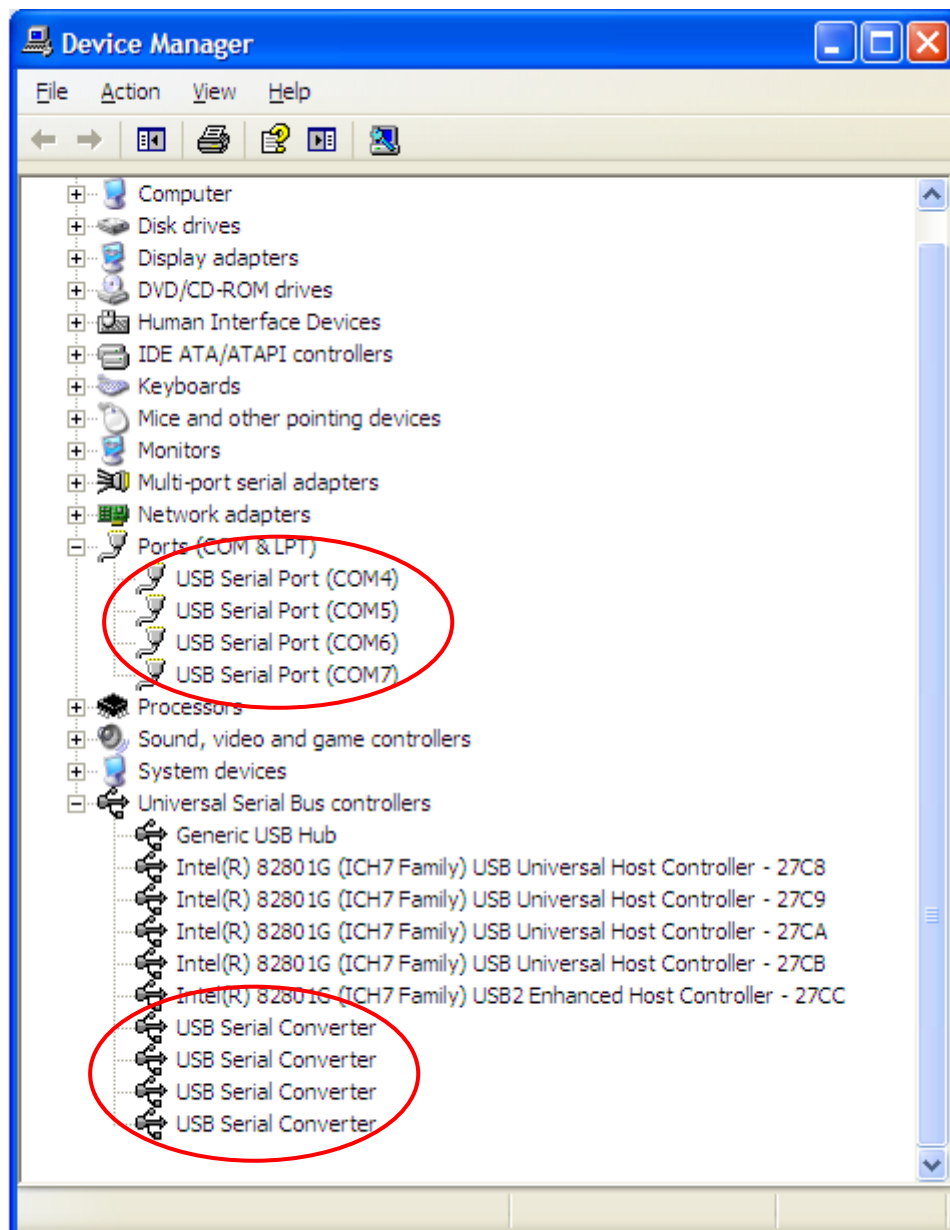 Device Manager
File Action View Help
Computer
Disk drives
Display adapters
DVD/CD-ROM drives
Human Interface Devices
IDE ATA/ATAPI controllers
Keyboards
Mice and other pointing devices
Monitors
Multi-port serial adapters
Network adapters
Ports (COM & LPT)
USB Serial Port (COM4)
USB Serial Port (COM5)
USB Serial Port (COM6)
USB Serial Port (COM7)
Processors
Sound, video and game controllers
System devices
Universal Serial Bus controllers
Generic USB Hub
Intel(R) 82801G (ICH7 Family) USB Universal Host Controller - 27C8
Intel(R) 82801G (ICH7 Family) USB Universal Host Controller - 27C9
Intel(R) 82801G (ICH7 Family) USB Universal Host Controller - 27CA
Intel(R) 82801G (ICH7 Family) USB Universal Host Controller - 27CB
Intel(R) 82801G (ICH7 Family) USB2 Enhanced Host Controller - 27CC
USB Serial Converter
USB Serial Converter
USB Serial Converter
USB Serial Converter